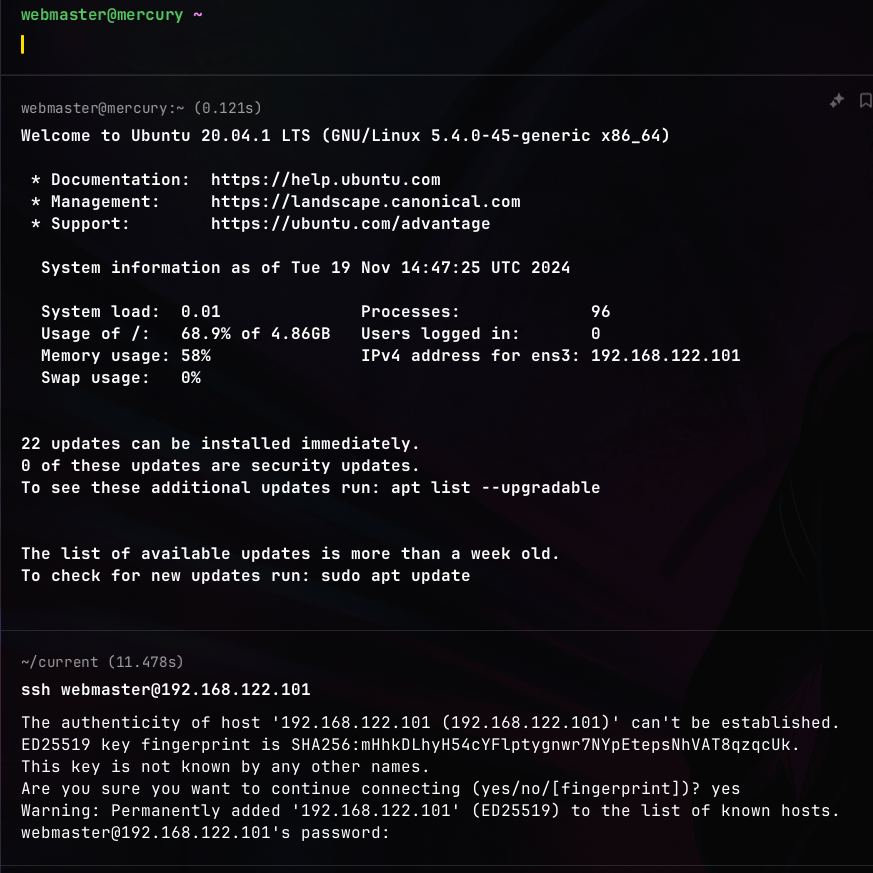 webmaster@mercury ~
webmaster@mercury:~ (0.121s)
Welcome to Ubuntu 20.04.1 LTS (GNU/Linux 5.4.0-45-generic x86_64)
* Documentation:  https://help.ubuntu.com
* Management:     https://landscape.canonical.com
* Support:        https://ubuntu.com/advantage
System information as of Tue 19 Nov 14:47:25 UTC 2024
System load:  0.01              Processes:             96
Usage of /:   68.9% of 4.86GB   Users logged in:       0
Memory usage: 58%               IPv4 address for ens3: 192.168.122.101
Swap usage:   0%
22 updates can be installed immediately.
0 of these updates are security updates.
To see these additional updates run: apt list --upgradable
The list of available updates is more than a week old.
To check for new updates run: sudo apt update
~/current (11.478s)
ssh webmaster@192.168.122.101
The authenticity of host '192.168.122.101 (192.168.122.101)' can't be established.
ED25519 key fingerprint is SHA256:mHhkDLhyH54cYFlptygnwr7NYpEtepsNhVAT8qzqcUk.
This key is not known by any other names.
Are you sure you want to continue connecting (yes/no/[fingerprint])? yes
Warning: Permanently added '192.168.122.101' (ED25519) to the list of known hosts.
webmaster@192.168.122.101's password: